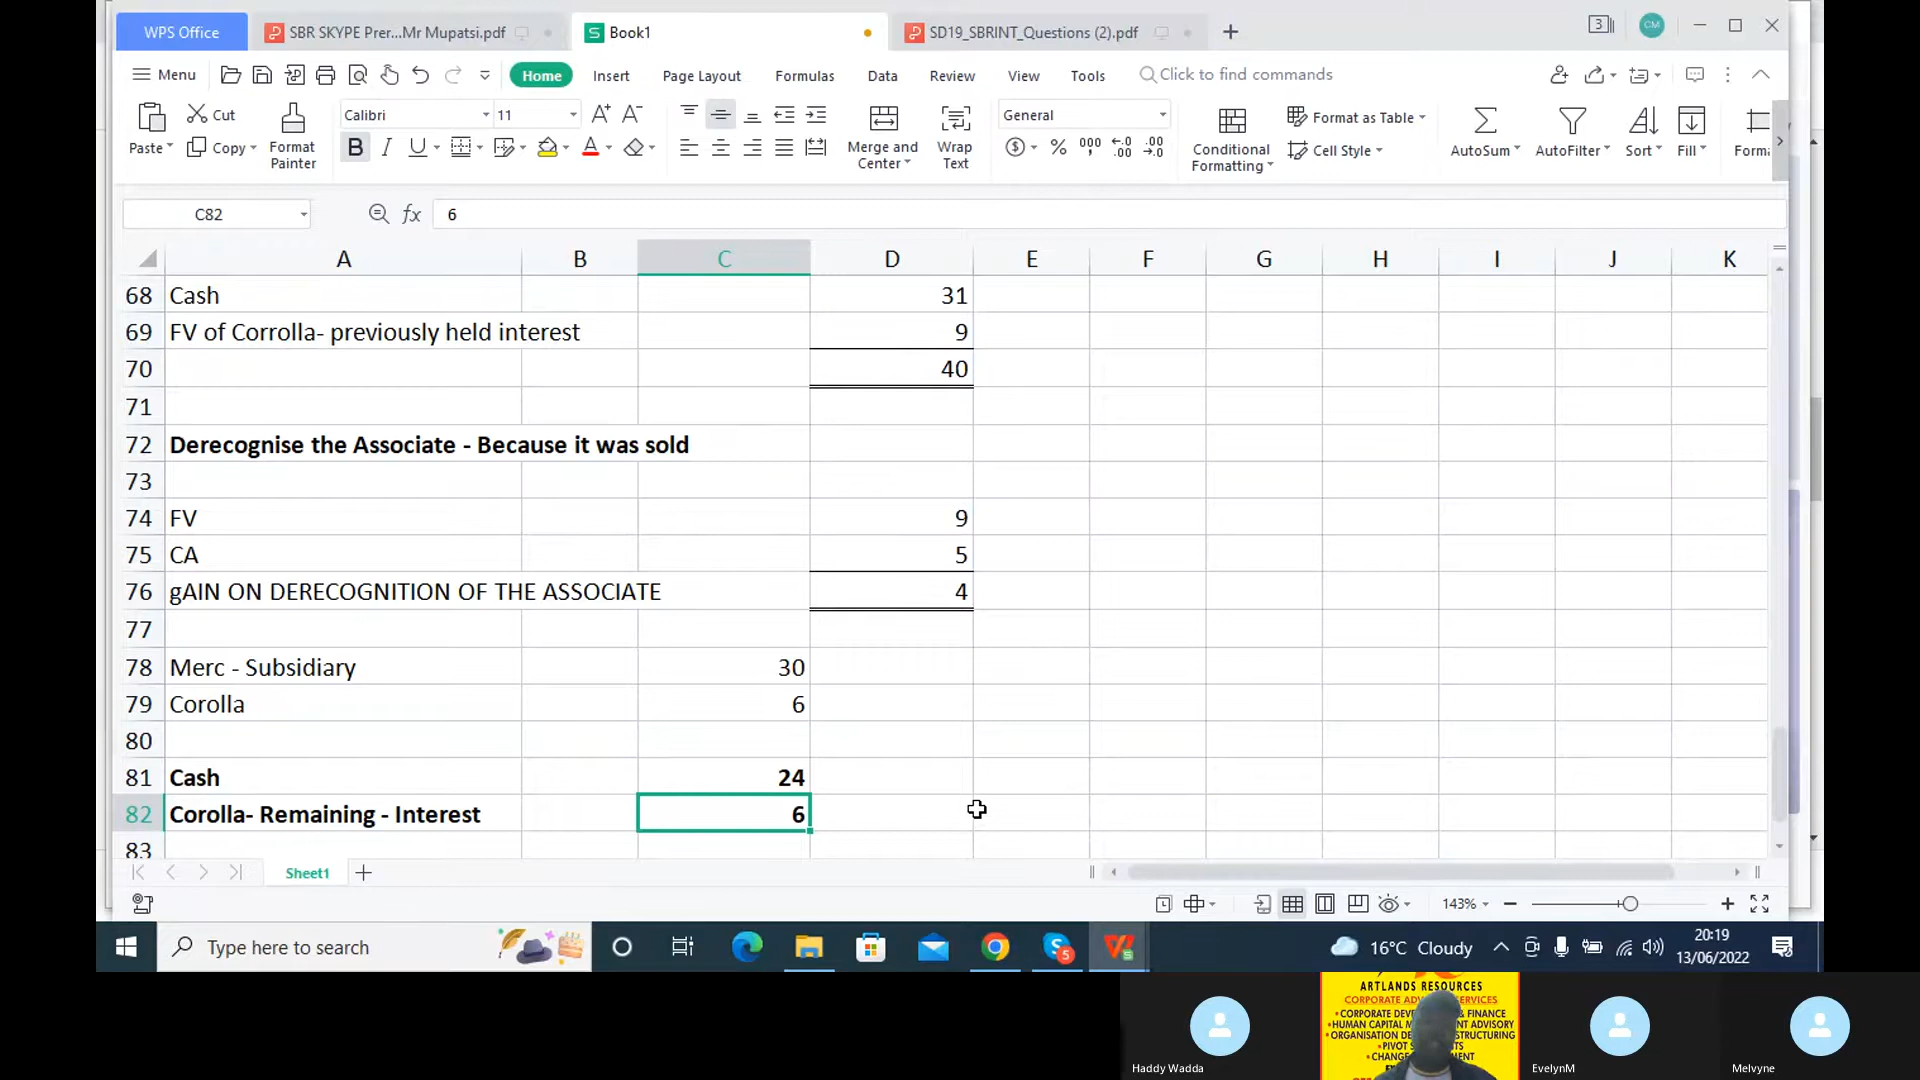 WPS Office
SBR SKYPE Prer...Mr Mupatsi.pdf
Book1
SD19_SBRINT_Questions (2).pdf
3
CM
Menu
Home
Insert
Page Layout
Formulas
Data
Review
View
Tools
Click to find commands
Paste
Cut
Copy
Format
Painter
Calibri
11
Merge and
Center
Wrap
Text
General
Conditional
Formatting
Format as Table
Cell Style
AutoSum
AutoFilter
Sort
Fill
Forma
C82
fx
6
A B C D E F G H I J K
68 Cash 31
69 FV of Corrolla- previously held interest 9
70 40
71
72 Derecognise the Associate - Because it was sold
73
74 FV 9
75 CA 5
76 gAIN ON DERECOGNITION OF THE ASSOCIATE 4
77
78 Merc - Subsidiary 30
79 Corolla 6
80
81 Cash 24
82 Corolla- Remaining - Interest 6
83
Sheet1
143%
Type here to search
5
16°C Cloudy
20:19
13/06/2022
ARTLANDS RESOURCES
Haddy Wadda
EvelynM
Melvyne